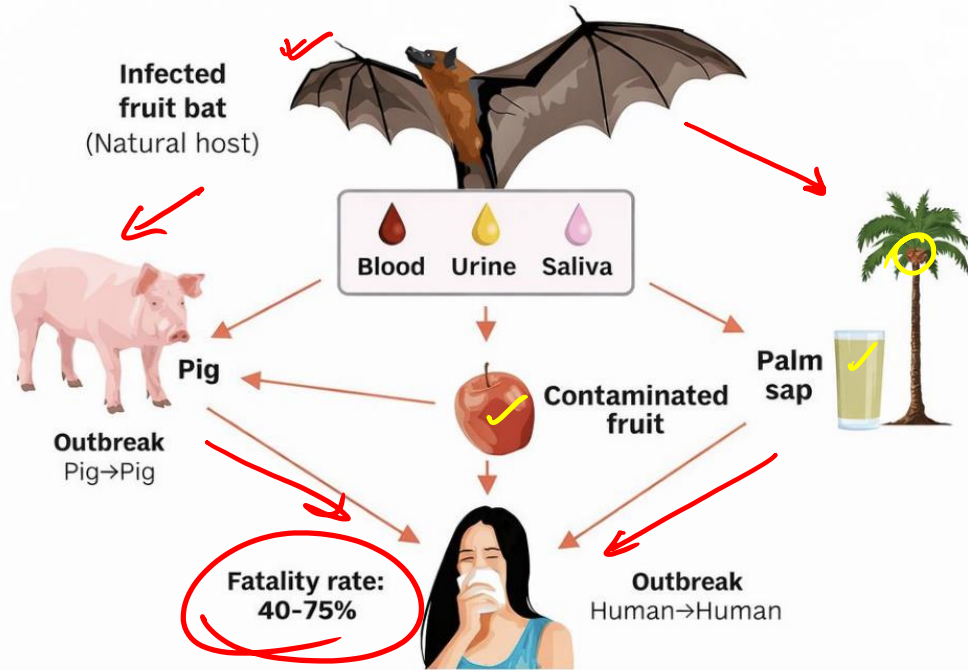 Infected
fruit bat
(Natural host)
Blood Urine Saliva
Pig
Outbreak
Pig→Pig
Contaminated
fruit
Palm
sap
Fatality rate:
40-75%
Outbreak
Human→Human